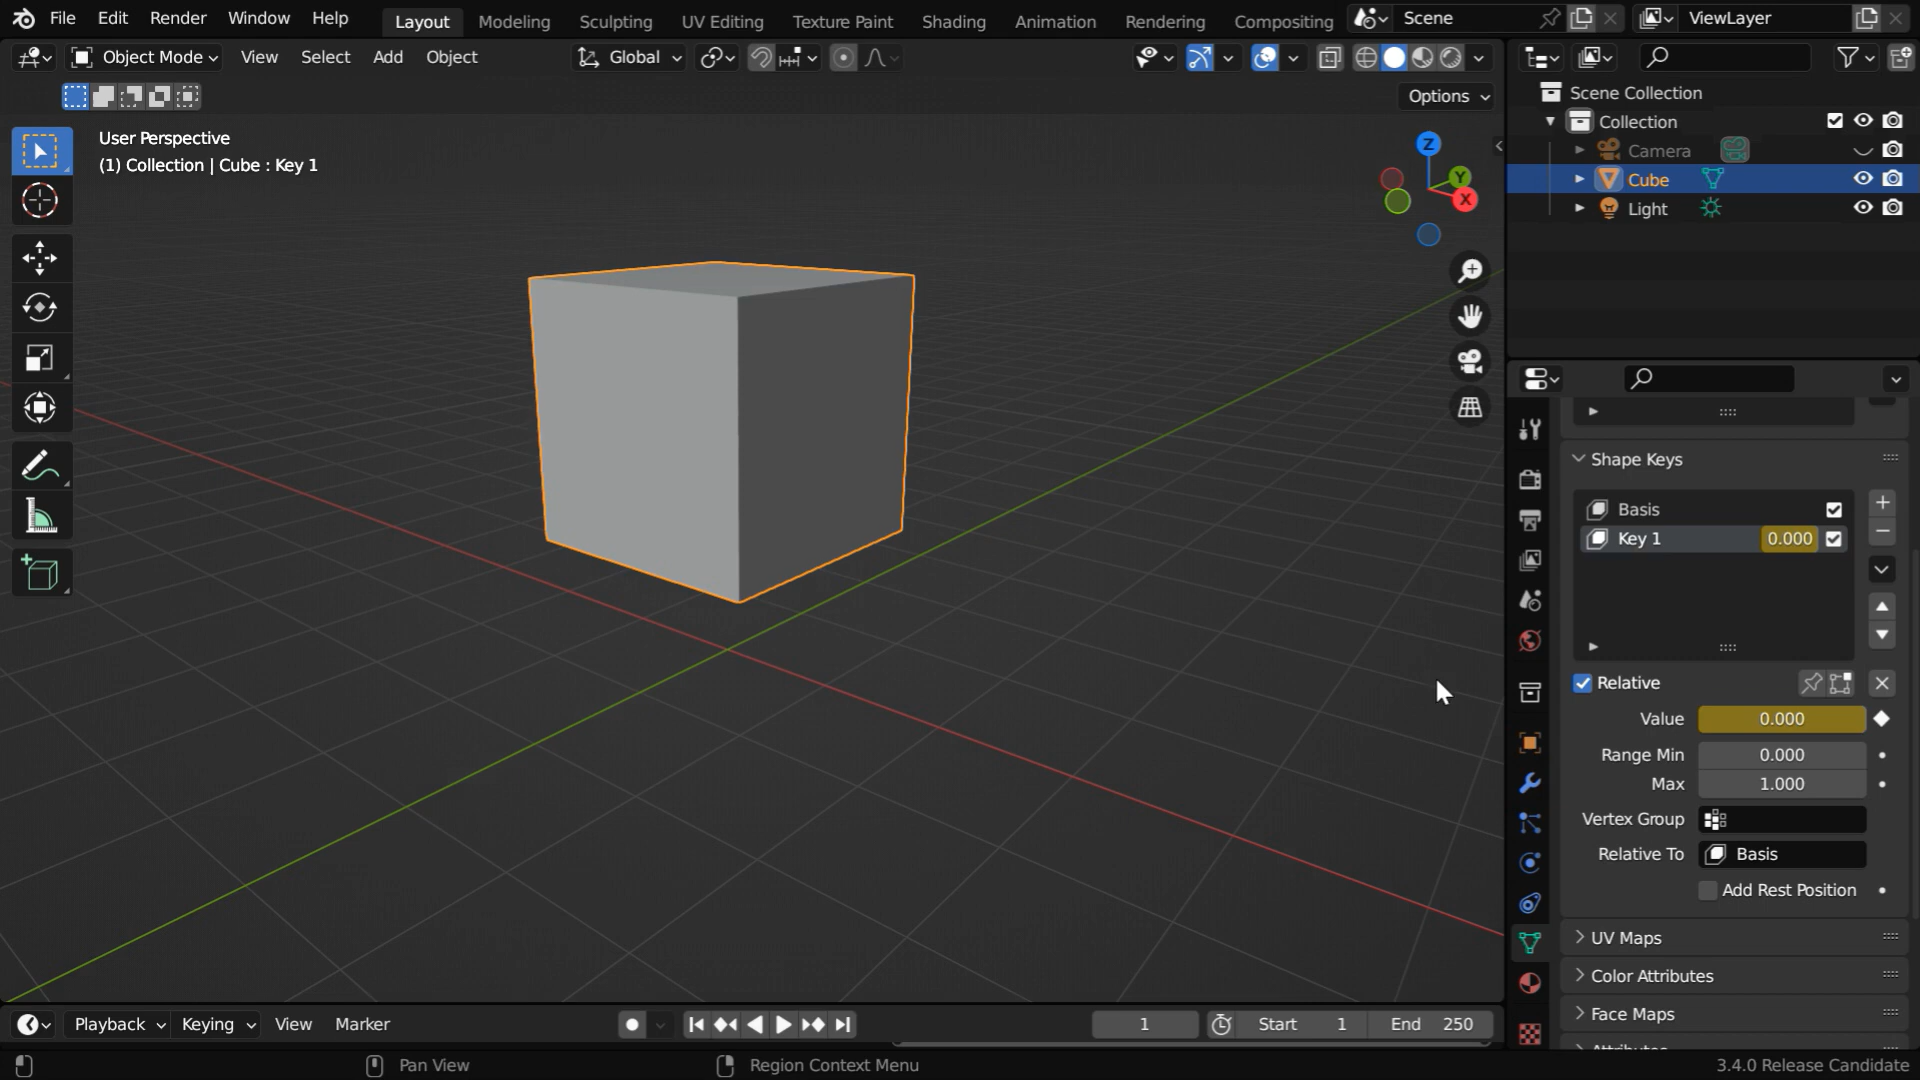 File Edit Render Window Help Layout Modeling Sculpting UV Editing Texture Paint Shading Animation Rendering Compositing Scene ViewLayer
Object Mode View Select Add Object Global
Options
User Perspective
(1) Collection | Cube : Key 1
Z
Y
X
Scene Collection
Collection
Camera
Cube
Light
Shape Keys
Basis
Key 1 0.000
Relative
Value 0.000
Range Min 0.000
Max 1.000
Vertex Group
Relative To Basis
Add Rest Position
UV Maps
Color Attributes
Face Maps
Attributes
Playback Keying View Marker 1 Start 1 End 250
Pan View Region Context Menu 3.4.0 Release Candidate